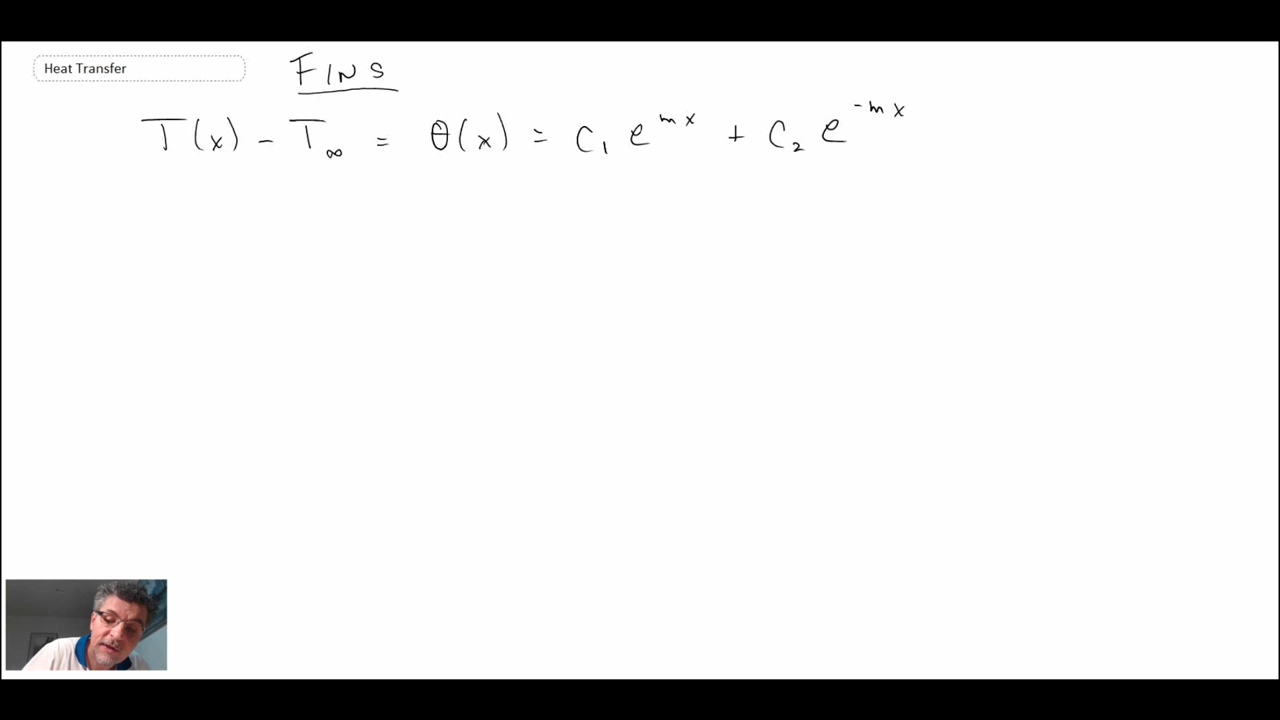 Heat Transfer
FINS
T(x) - T∞ = θ(x) = C₁ e^{mx} + C₂ e^{-mx}